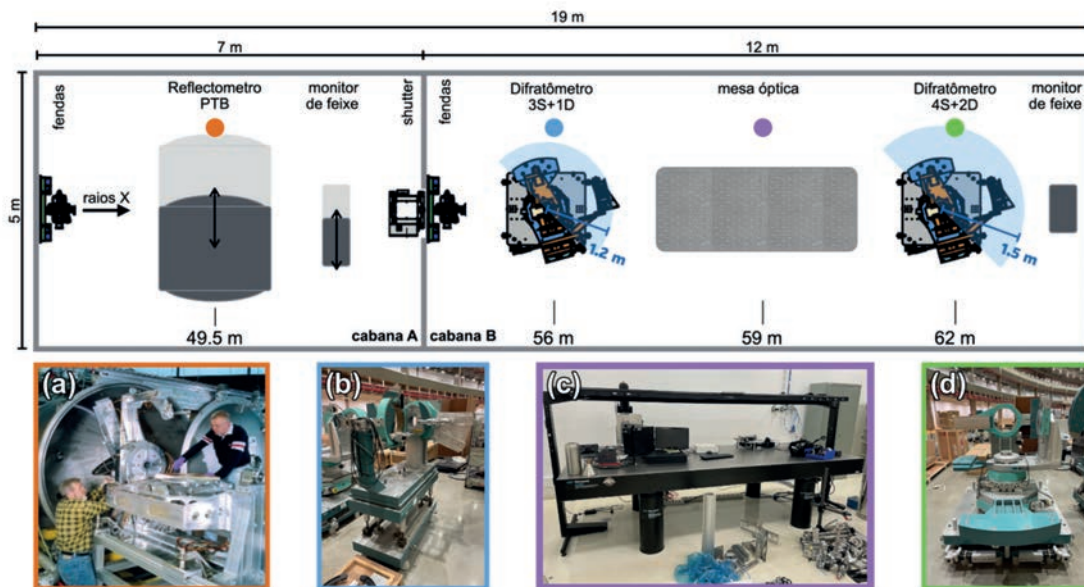 19 m
7 m
12 m
5 m
fendas
Reflectometro
PTB
monitor
de feixe
shutter
fendas
Difratômetro
3S+1D
mesa óptica
Difratômetro
4S+2D
monitor
de feixe
raios X
1.2 m
1.5 m
49.5 m
cabana A
cabana B
56 m
59 m
62 m
(a)
(b)
(c)
(d)